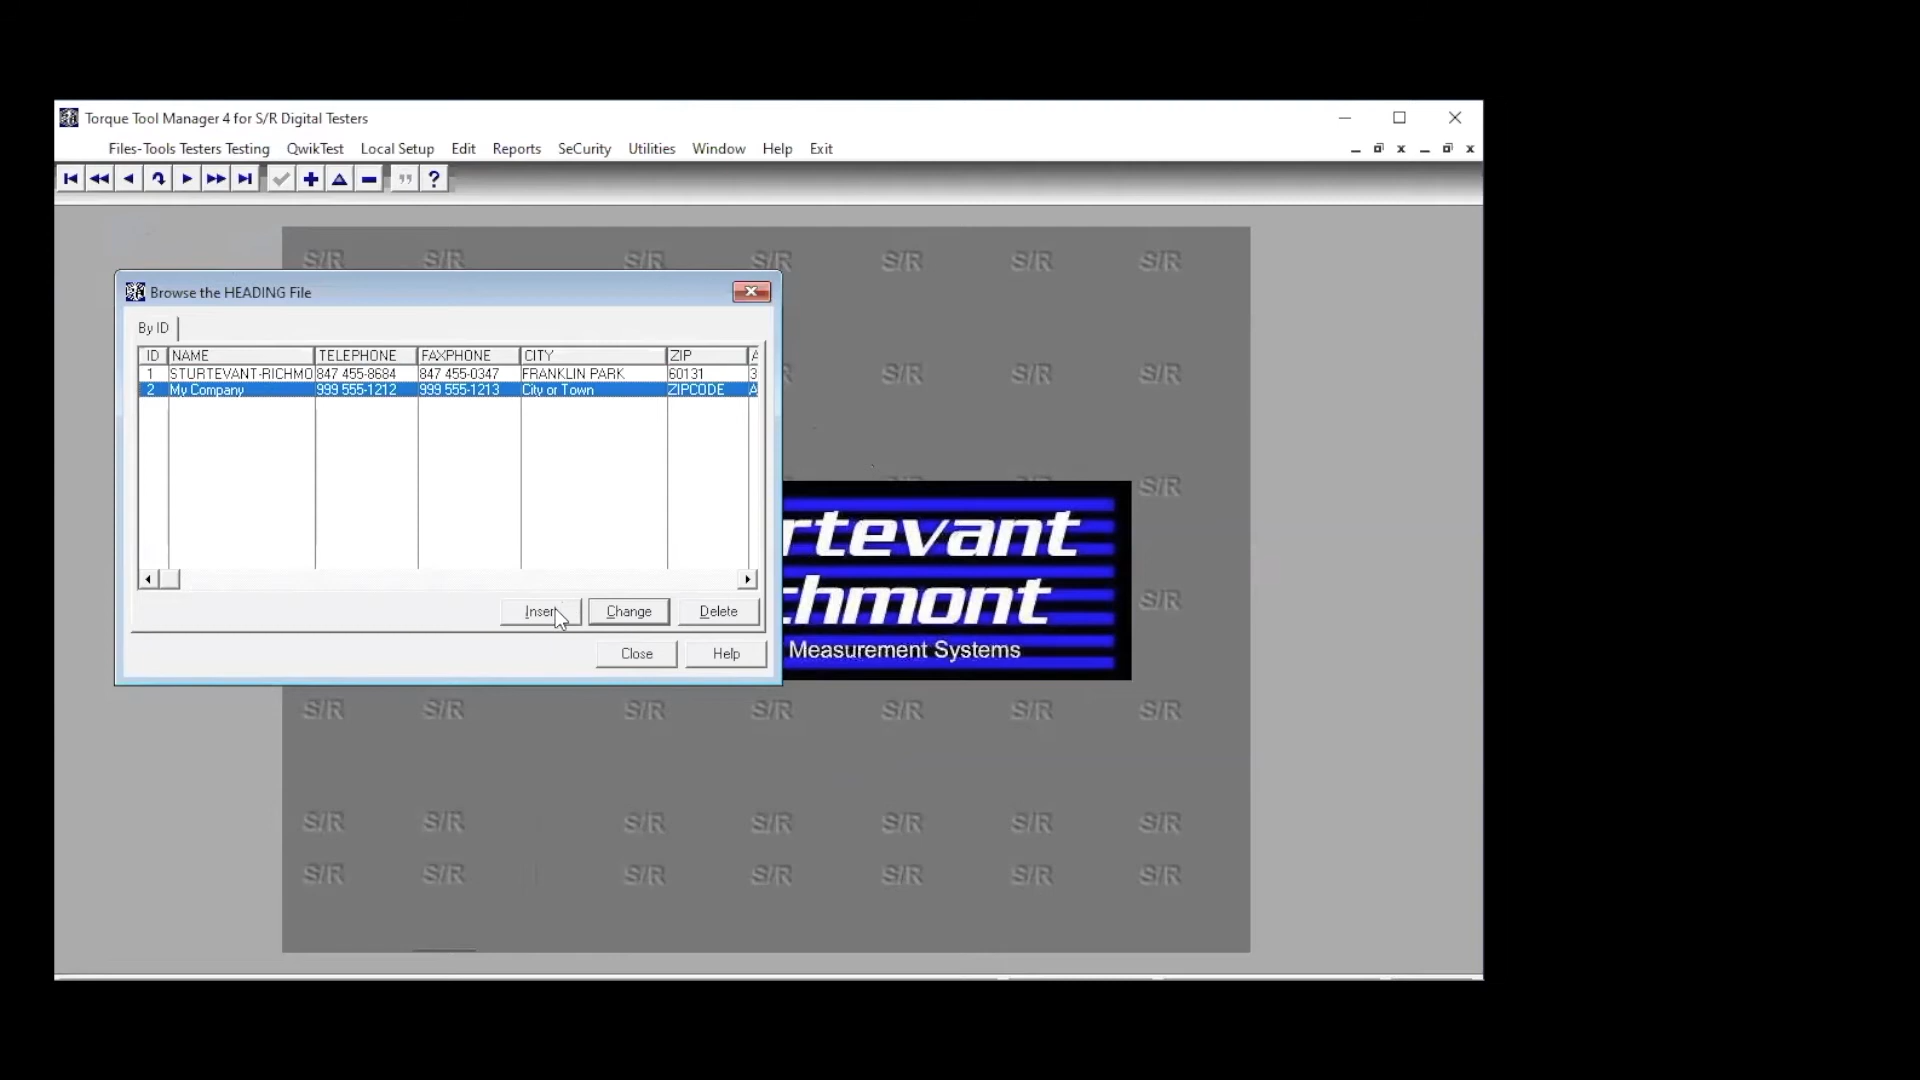 Torque Tool Manager 4 for S/R Digital Testers
Files-Tools Testers Testing QwikTest Local Setup Edit Reports SeCurity Utilities Window Help Exit
S/R S/R S/R S/R S/R S/R S/R
Browse the HEADING File
By ID
ID NAME TELEPHONE FAXPHONE CITY ZIP A
1 STURTEVANT-RICHMO 847 455-8684 847 455-0347 FRANKLIN PARK 60131 3
2 My Company 999 555-1212 999 555-1213 City or Town ZIPCODE A
S/R S/R S/R
S/R
rtevant
chmont
Measurement Systems
S/R
Insert Change Delete
Close Help
S/R S/R S/R S/R S/R S/R S/R
S/R S/R S/R S/R S/R S/R S/R
S/R S/R S/R S/R S/R S/R S/R